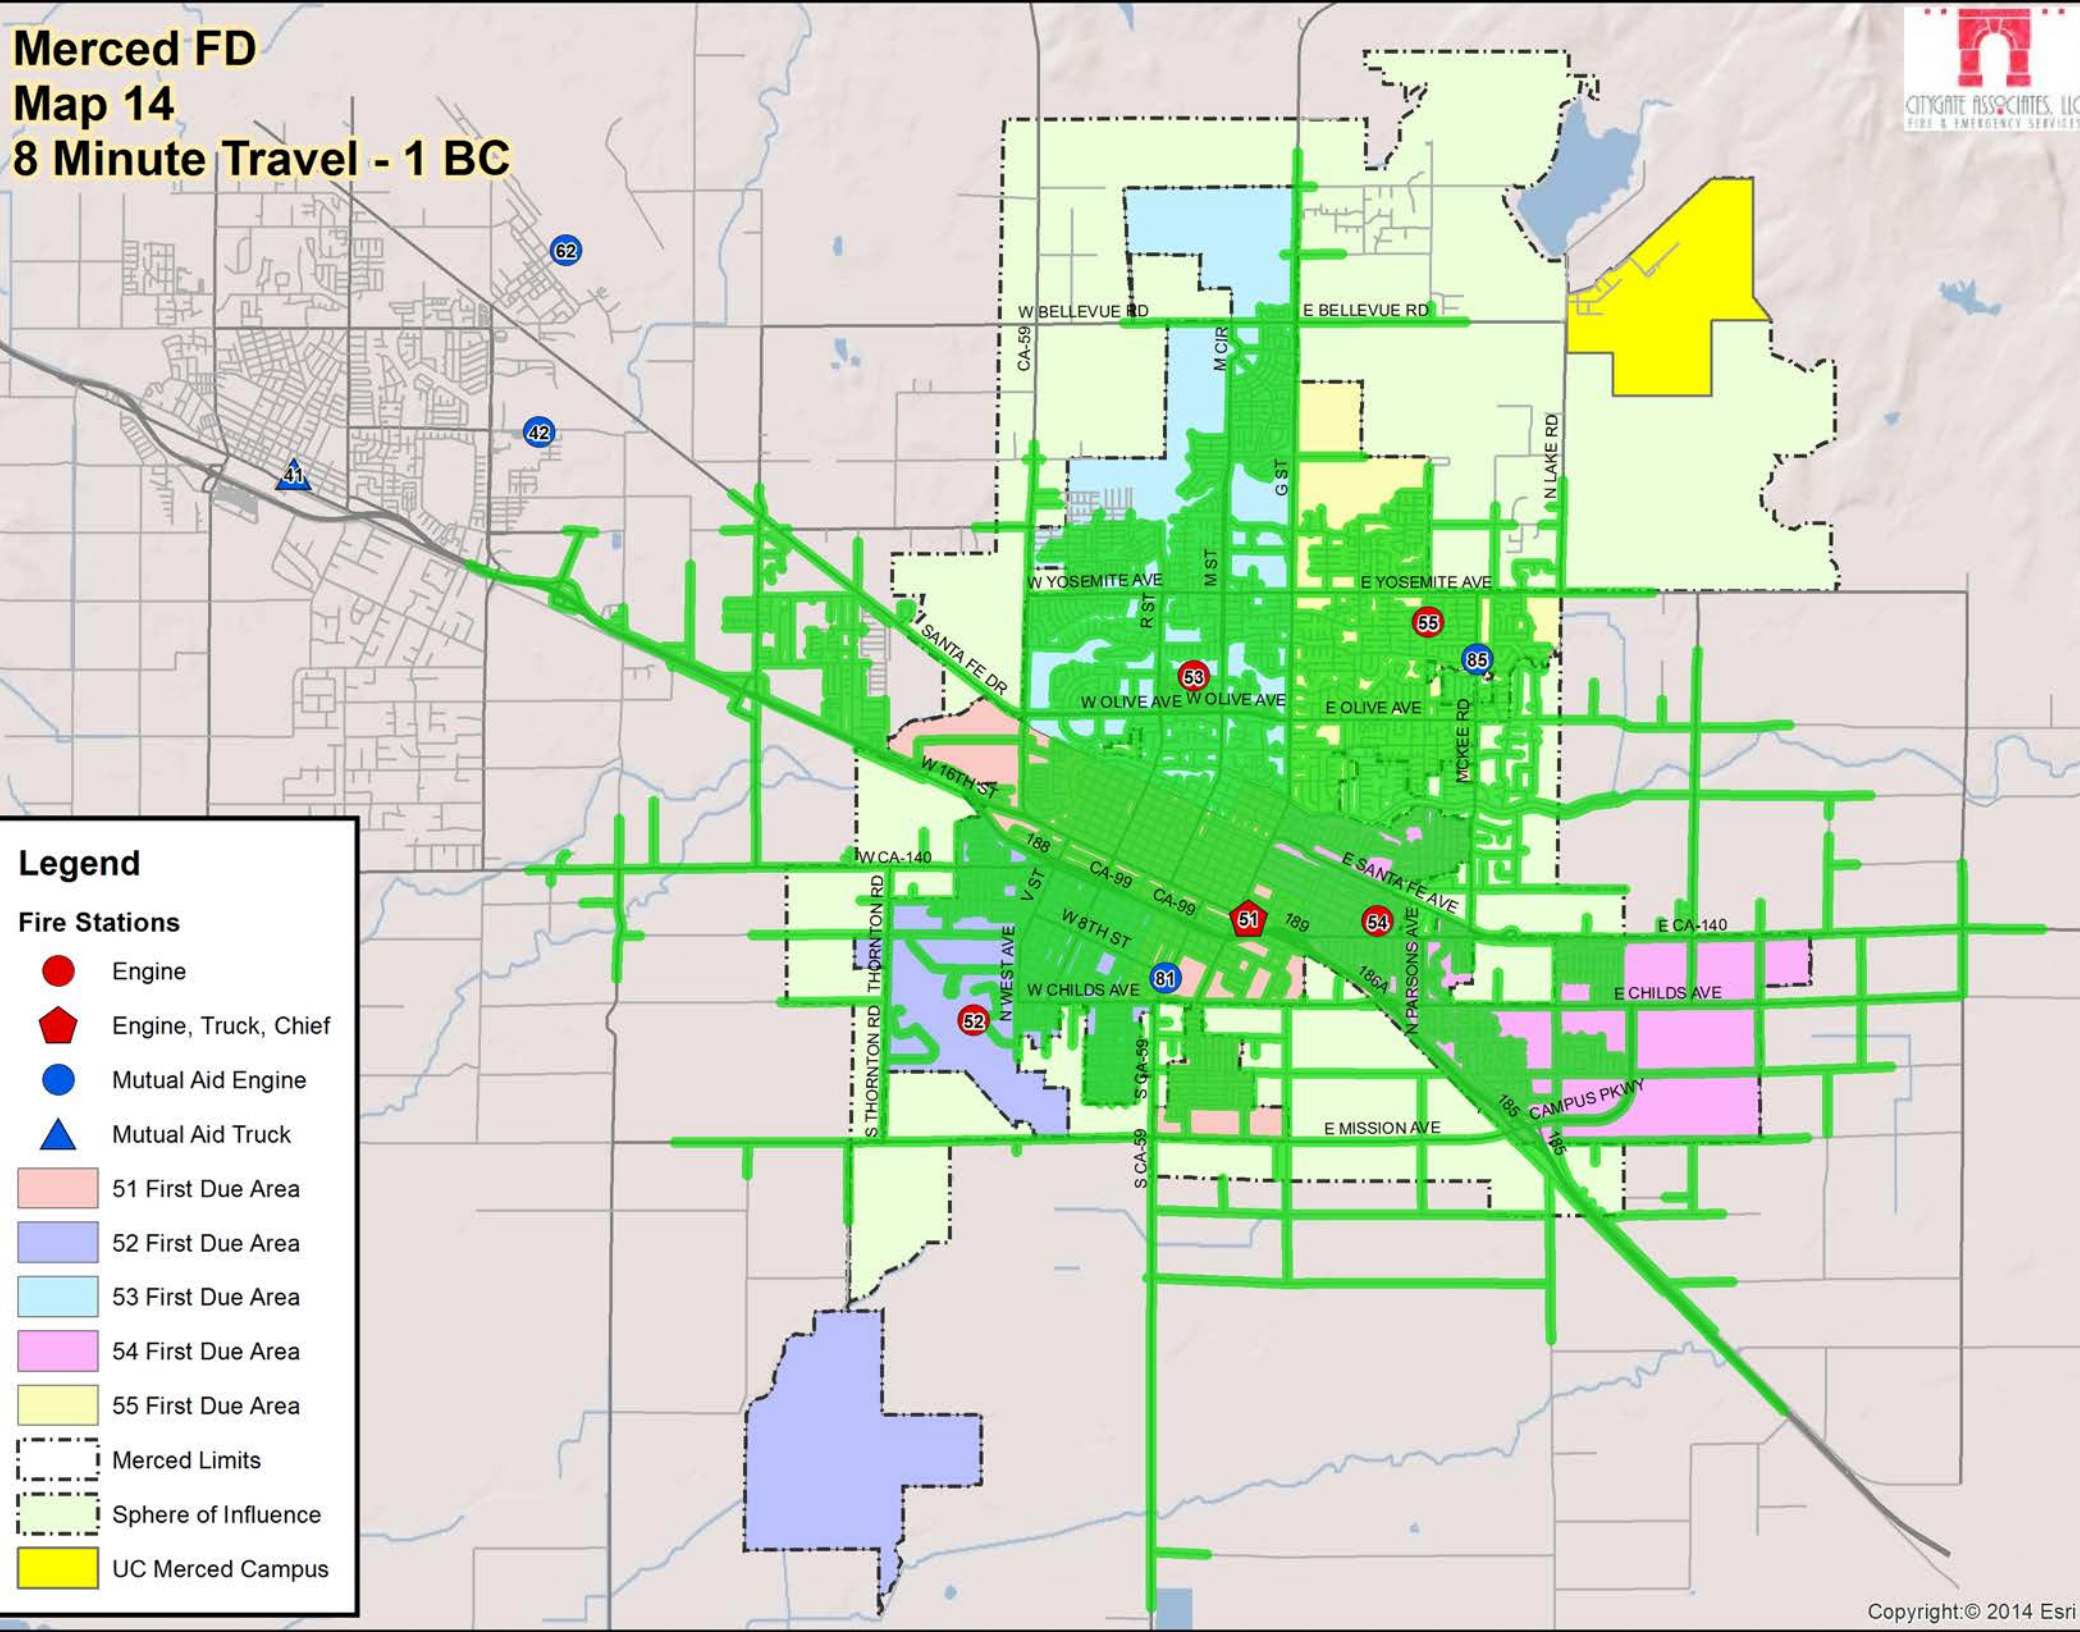 Merced FD
Map 14
8 Minute Travel - 1 BC
CITYGATE ASSOCIATES, LLC
FIRE & EMERGENCY SERVICES
62
42
41
W BELLEVUE RD
E BELLEVUE RD
CA-59
M CIR
G ST
N LAKE RD
M ST
R ST
W YOSEMITE AVE
E YOSEMITE AVE
55
85
53
SANTA FE DR
W OLIVE AVE
W OLIVE AVE
E OLIVE AVE
MCKEE RD
W 16TH ST
188
W CA-140
CA-99
CA-99
V ST
E SANTA FE AVE
THORNTON RD
W 8TH ST
51
189
54
N PARSONS AVE
E CA-140
N WEST AVE
81
186A
W CHILDS AVE
E CHILDS AVE
52
S THORNTON RD
S CA-59
185
CAMPUS PKWY
E MISSION AVE
185
S CA-59
Legend
Fire Stations
Engine
Engine, Truck, Chief
Mutual Aid Engine
Mutual Aid Truck
51 First Due Area
52 First Due Area
53 First Due Area
54 First Due Area
55 First Due Area
Merced Limits
Sphere of Influence
UC Merced Campus
Copyright:© 2014 Esri